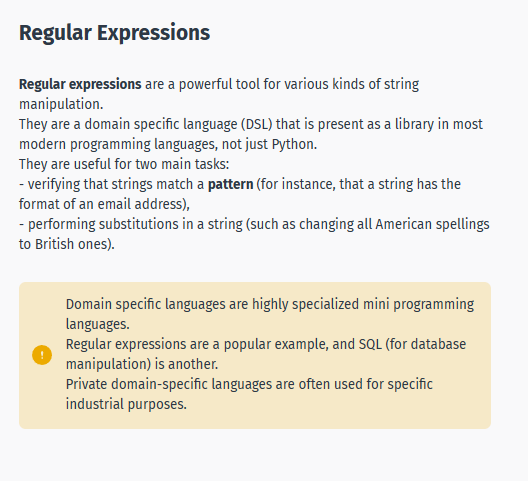 Regular Expressions
Regular expressions are a powerful tool for various kinds of string
manipulation.
They are a domain specific language (DSL) that is present as a library in most
modern programming languages, not just Python.
They are useful for two main tasks:
- verifying that strings match a pattern (for instance, that a string has the
format of an email address),
- performing substitutions in a string (such as changing all American spellings
to British ones).
Domain specific languages are highly specialized mini programming
languages.
Regular expressions are a popular example, and SQL (for database
manipulation) is another.
Private domain-specific languages are often used for specific
industrial purposes.